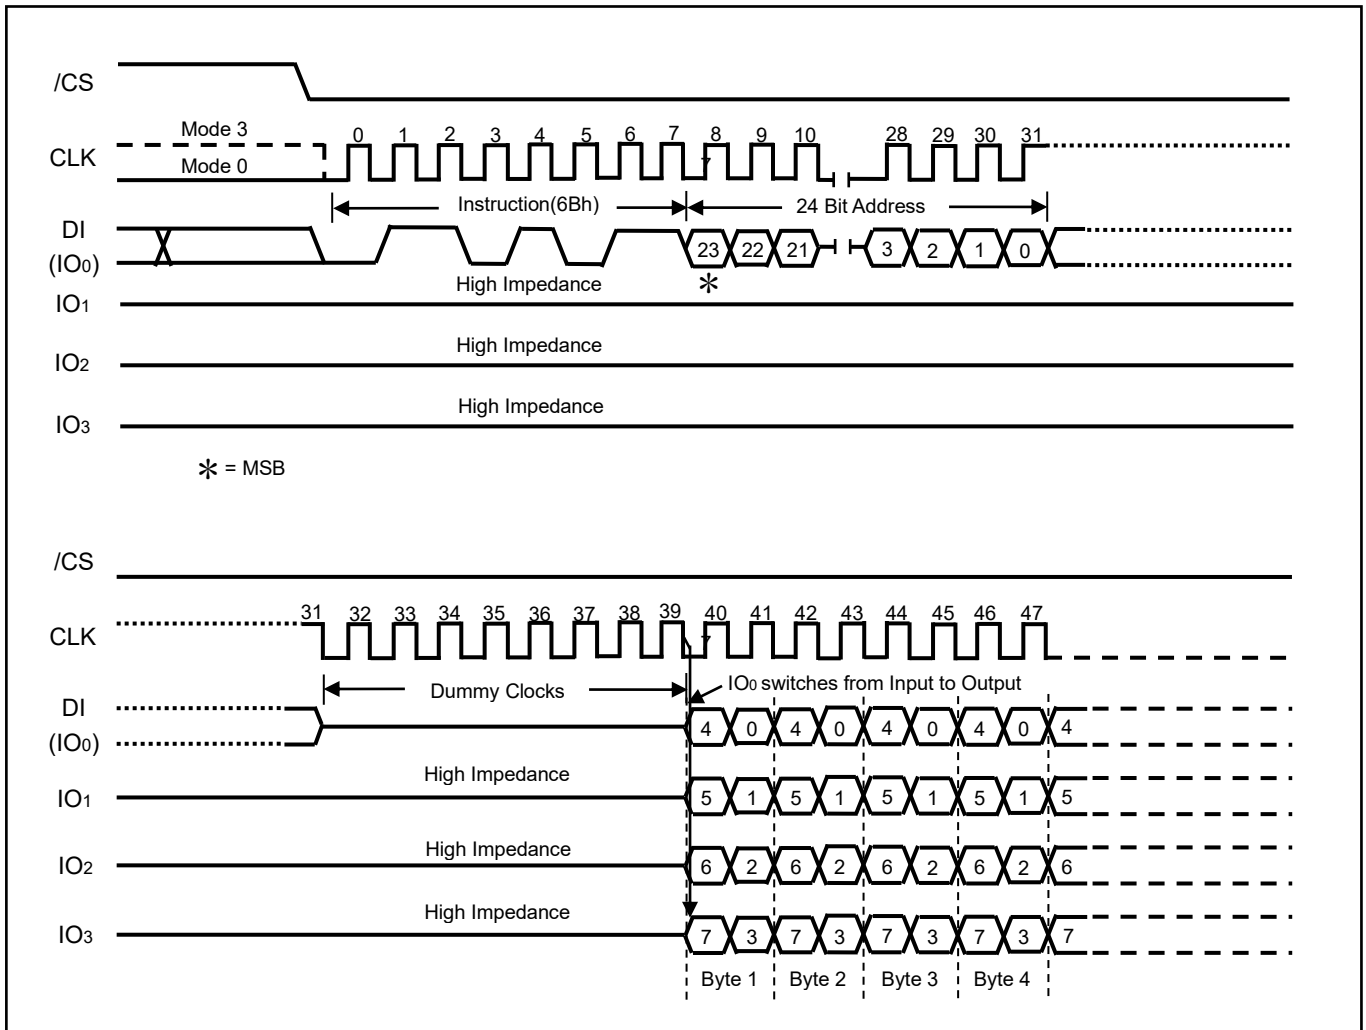 /CS
Mode 3
CLK
Mode 0
0 1 2 3 4 5 6 7 8 9 10 28 29 30 31
7
Instruction(6Bh)
24 Bit Address
DI
(IO0)
23 22 21 3 2 1 0
*
High Impedance
IO1
High Impedance
IO2
High Impedance
IO3
* = MSB
/CS
31 32 33 34 35 36 37 38 39 40 41 42 43 44 45 46 47
CLK
7
Dummy Clocks
IO0 switches from Input to Output
DI
(IO0)
4 0 4 0 4 0 4 0 4
High Impedance
IO1
5 1 5 1 5 1 5 1 5
High Impedance
IO2
6 2 6 2 6 2 6 2 6
High Impedance
IO3
7 3 7 3 7 3 7 3 7
Byte 1 Byte 2 Byte 3 Byte 4